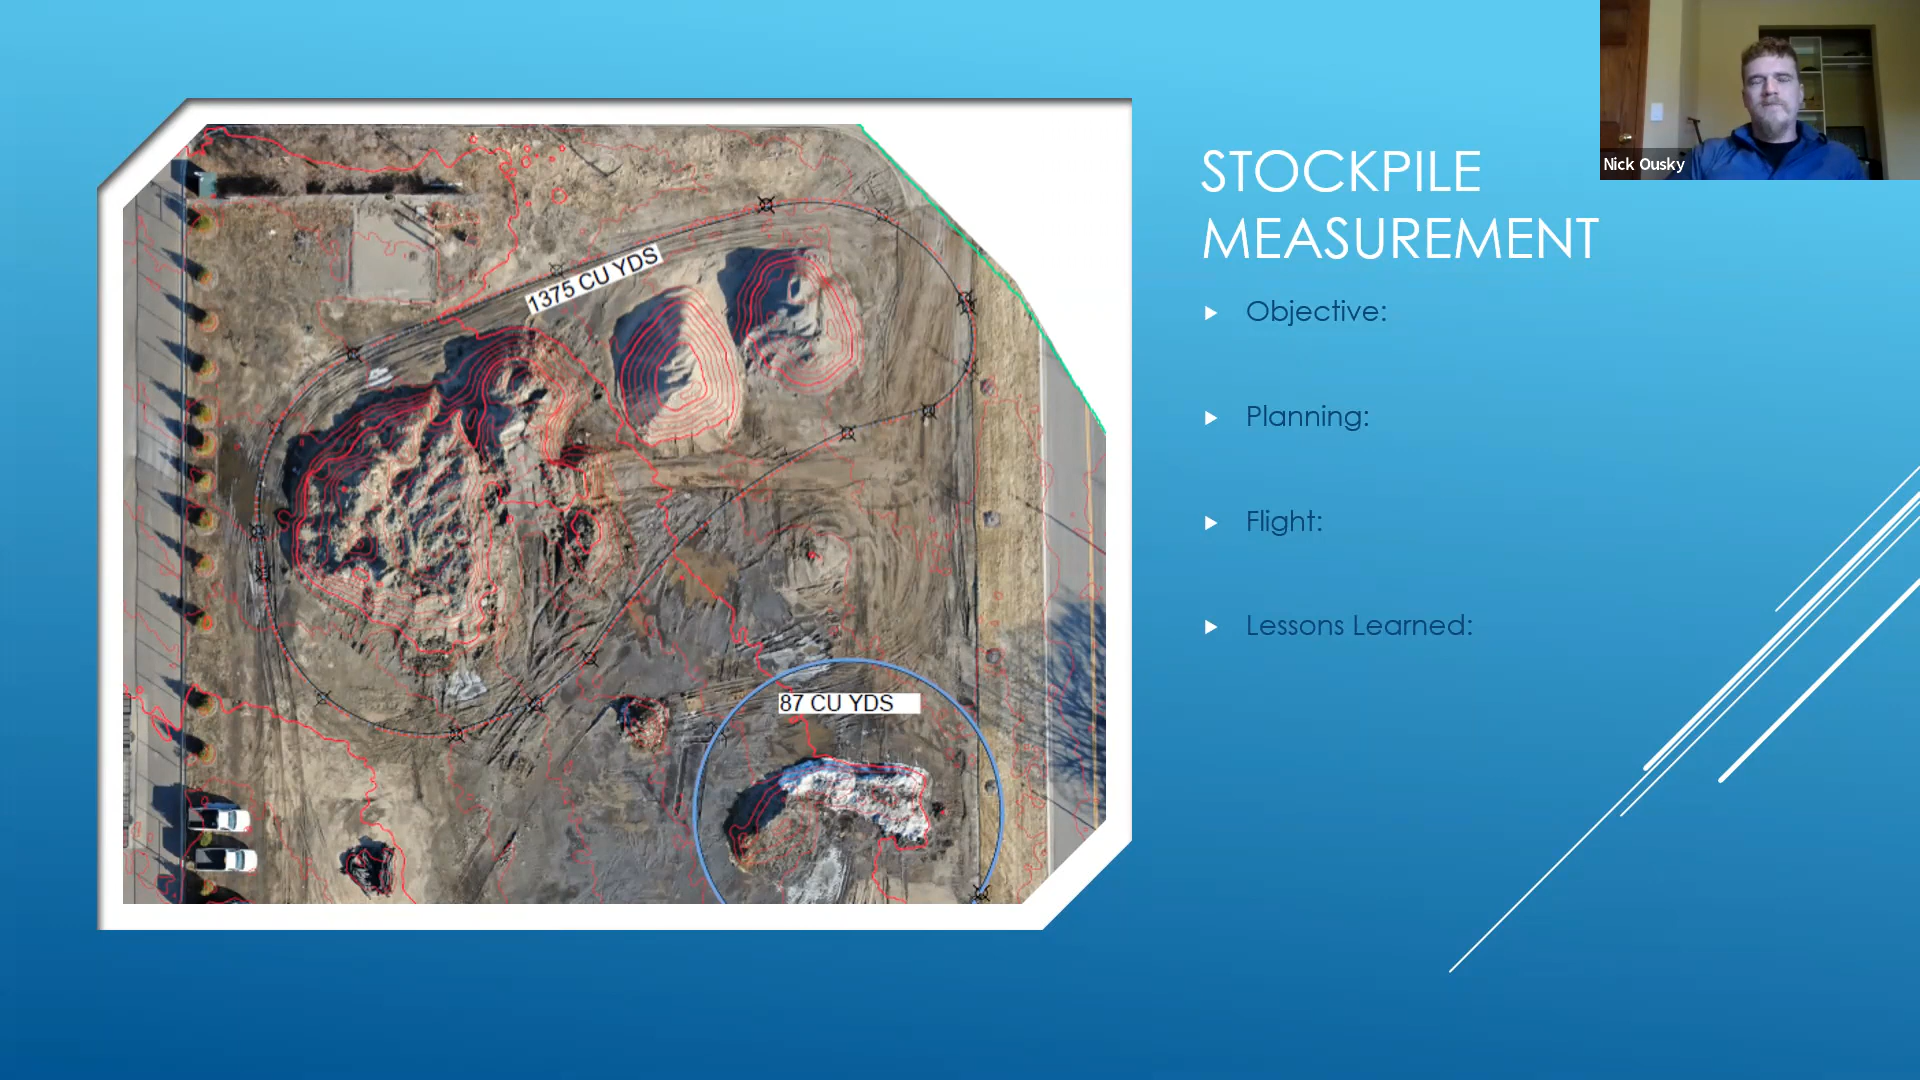 1375 CU YDS
87 CU YDS
STOCKPILE
MEASUREMENT
Objective:
Planning:
Flight:
Lessons Learned:
Nick Ousky